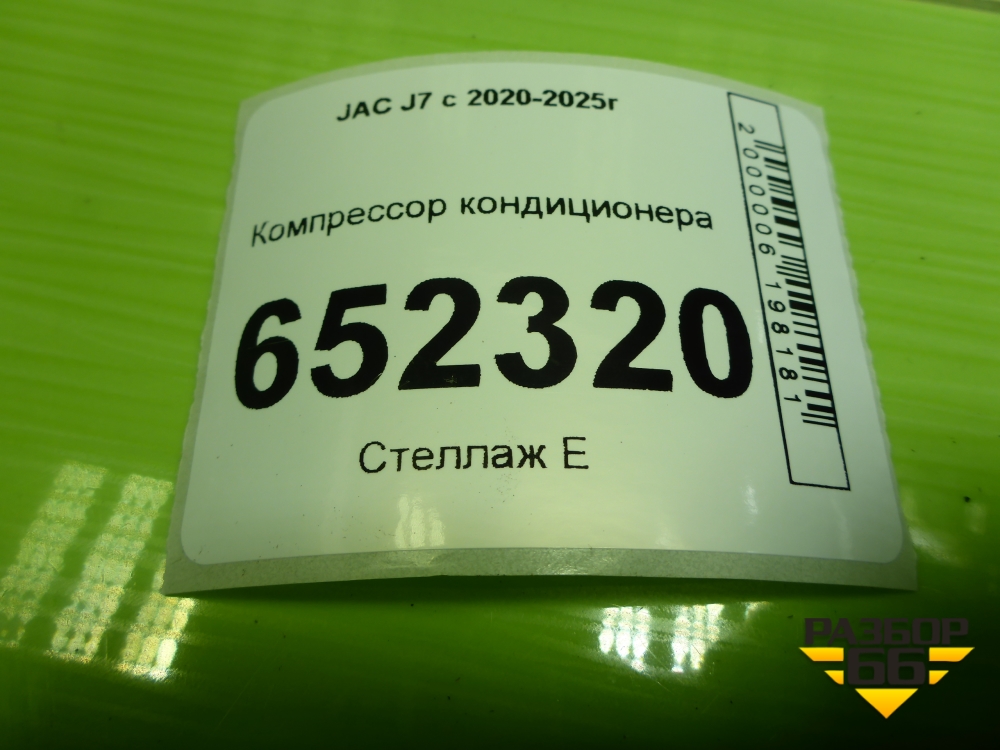 JAC J7 с 2020-2025г
Компрессор кондиционера
652320
Стеллаж Е
2000006198181
РАЗБОР
66